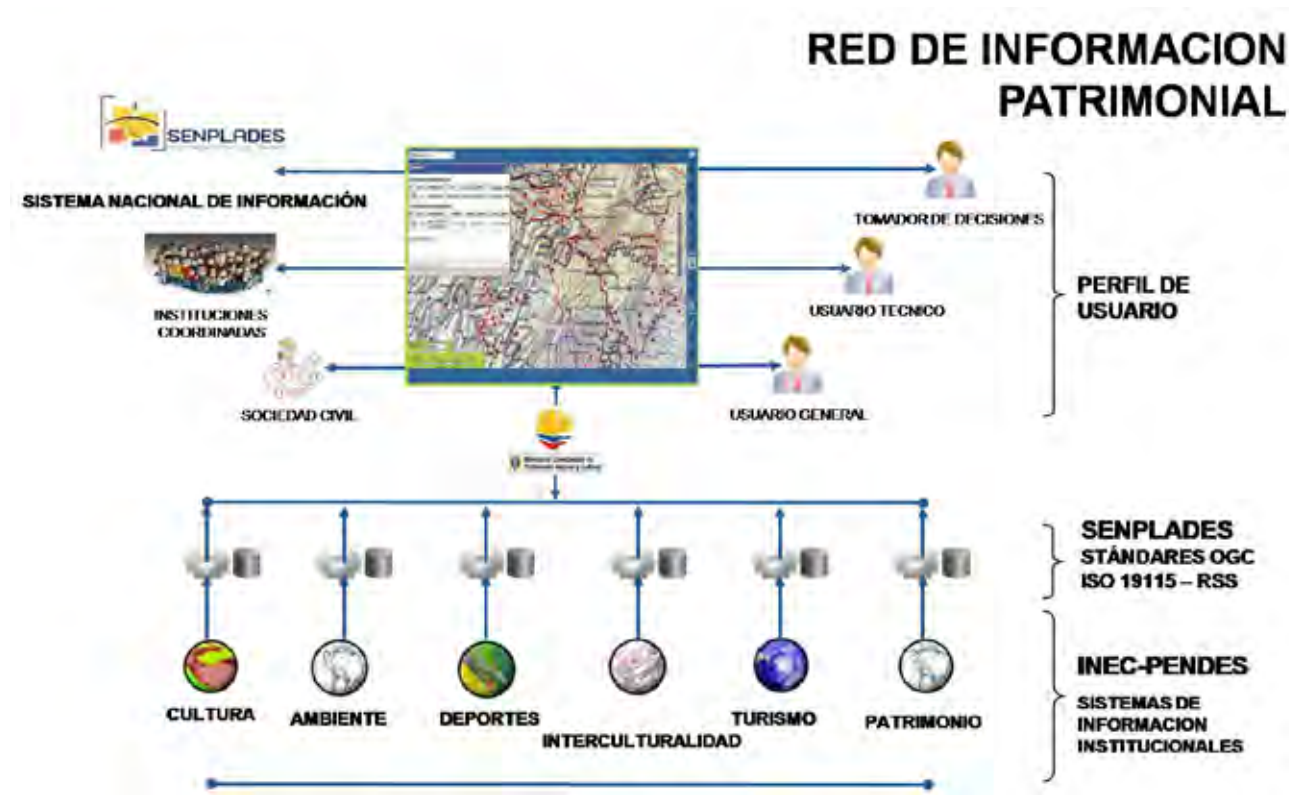 RED DE INFORMACION
PATRIMONIAL
SENPLADES
SISTEMA NACIONAL DE INFORMACIÓN
TOMADOR DE DECISIONES
INSTITUCIONES
COORDINADAS
USUARIO TECNICO
PERFIL DE
USUARIO
SOCIEDAD CIVIL
USUARIO GENERAL
SENPLADES
STÁNDARES OGC
ISO 19115 – RSS
CULTURA
AMBIENTE
DEPORTES
INTERCULTURALIDAD
TURISMO
PATRIMONIO
INEC-PENDES
SISTEMAS DE
INFORMACION
INSTITUCIONALES